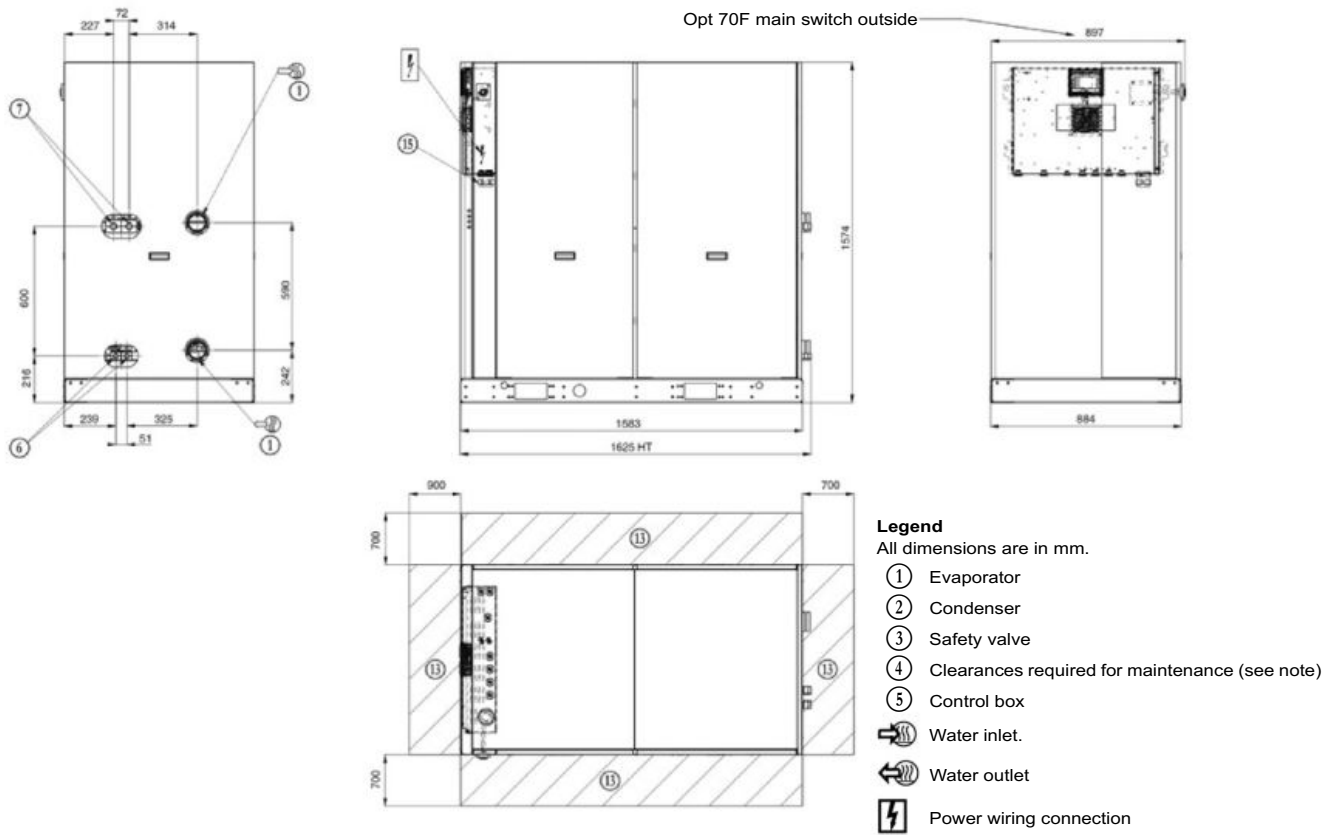 Opt 70F main switch outside
72
227
314
897
1
7
15
600
590
1574
216
242
239
325
51
6
1
1583
1625 HT
884
900
700
700
13
13
13
13
700
Legend
All dimensions are in mm.
1 Evaporator
2 Condenser
3 Safety valve
4 Clearances required for maintenance (see note)
5 Control box
Water inlet.
Water outlet
Power wiring connection